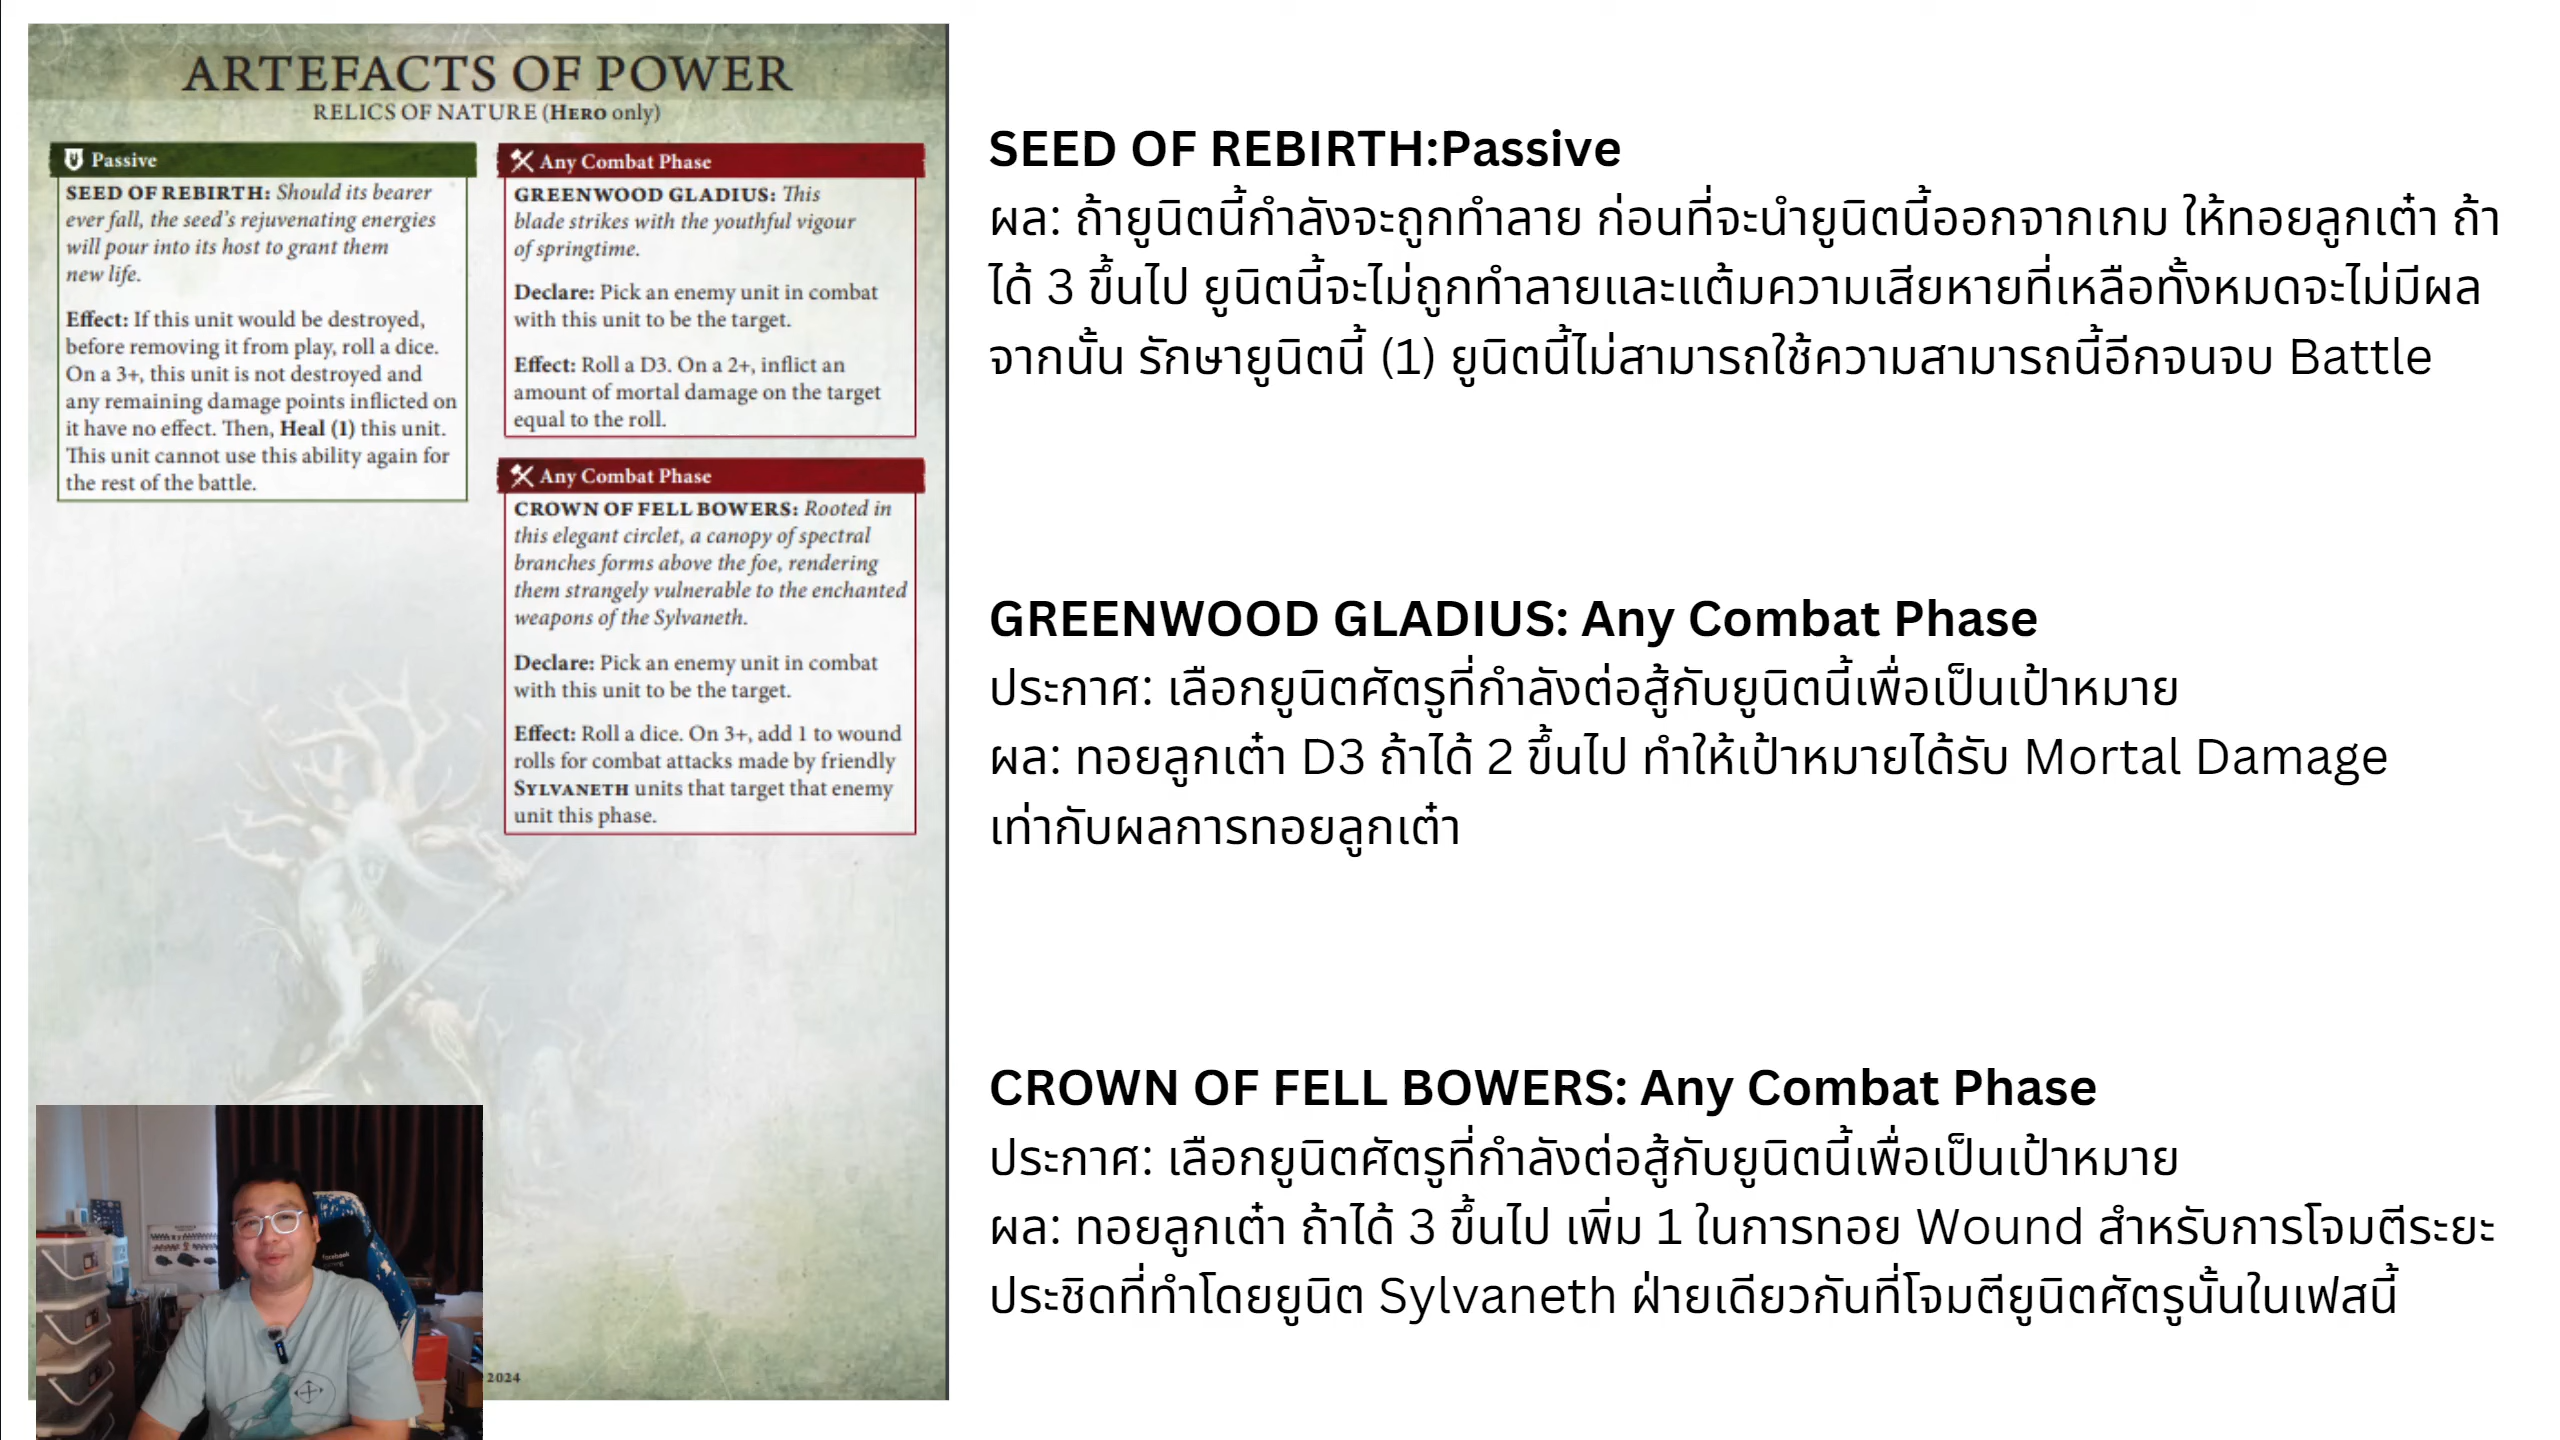 ARTEFACTS OF POWER
RELICS OF NATURE (HERO only)
Passive
SEED OF REBIRTH: Should its bearer
ever fall, the seed's rejuvenating energies
will pour into its host to grant them
new life.
Effect: If this unit would be destroyed,
before removing it from play, roll a dice.
On a 3+, this unit is not destroyed and
any remaining damage points inflicted on
it have no effect. Then, Heal (1) this unit.
This unit cannot use this ability again for
the rest of the battle.
Any Combat Phase
GREENWOOD GLADIUS: This
blade strikes with the youthful vigour
of springtime.
Declare: Pick an enemy unit in combat
with this unit to be the target.
Effect: Roll a D3. On a 2+, inflict an
amount of mortal damage on the target
equal to the roll.
Any Combat Phase
CROWN OF FELL BOWERS: Rooted in
this elegant circlet, a canopy of spectral
branches forms above the foe, rendering
them strangely vulnerable to the enchanted
weapons of the Sylvaneth.
Declare: Pick an enemy unit in combat
with this unit to be the target.
Effect: Roll a dice. On 3+, add 1 to wound
rolls for combat attacks made by friendly
SYLVANETH units that target that enemy
unit this phase.
2024
SEED OF REBIRTH:Passive
ผล: ถ้ายูนิตนี้กำลังจะถูกทำลาย ก่อนที่จะนำยูนิตนี้ออกจากเกม ให้ทอยลูกเต๋า ถ้า
ได้ 3 ขึ้นไป ยูนิตนี้จะไม่ถูกทำลายและแต้มความเสียหายที่เหลือทั้งหมดจะไม่มีผล
จากนั้น รักษายูนิตนี้ (1) ยูนิตนี้ไม่สามารถใช้ความสามารถนี้อีกจนจบ Battle
GREENWOOD GLADIUS: Any Combat Phase
ประกาศ: เลือกยูนิตศัตรูที่กำลังต่อสู้กับยูนิตนี้เพื่อเป็นเป้าหมาย
ผล: ทอยลูกเต๋า D3 ถ้าได้ 2 ขึ้นไป ทำให้เป้าหมายได้รับ Mortal Damage
เท่ากับผลการทอยลูกเต๋า
CROWN OF FELL BOWERS: Any Combat Phase
ประกาศ: เลือกยูนิตศัตรูที่กำลังต่อสู้กับยูนิตนี้เพื่อเป็นเป้าหมาย
ผล: ทอยลูกเต๋า ถ้าได้ 3 ขึ้นไป เพิ่ม 1 ในการทอย Wound สำหรับการโจมตีระยะ
ประชิดที่ทำโดยยูนิต Sylvaneth ฝ่ายเดียวกันที่โจมตียูนิตศัตรูนั้นในเฟสนี้